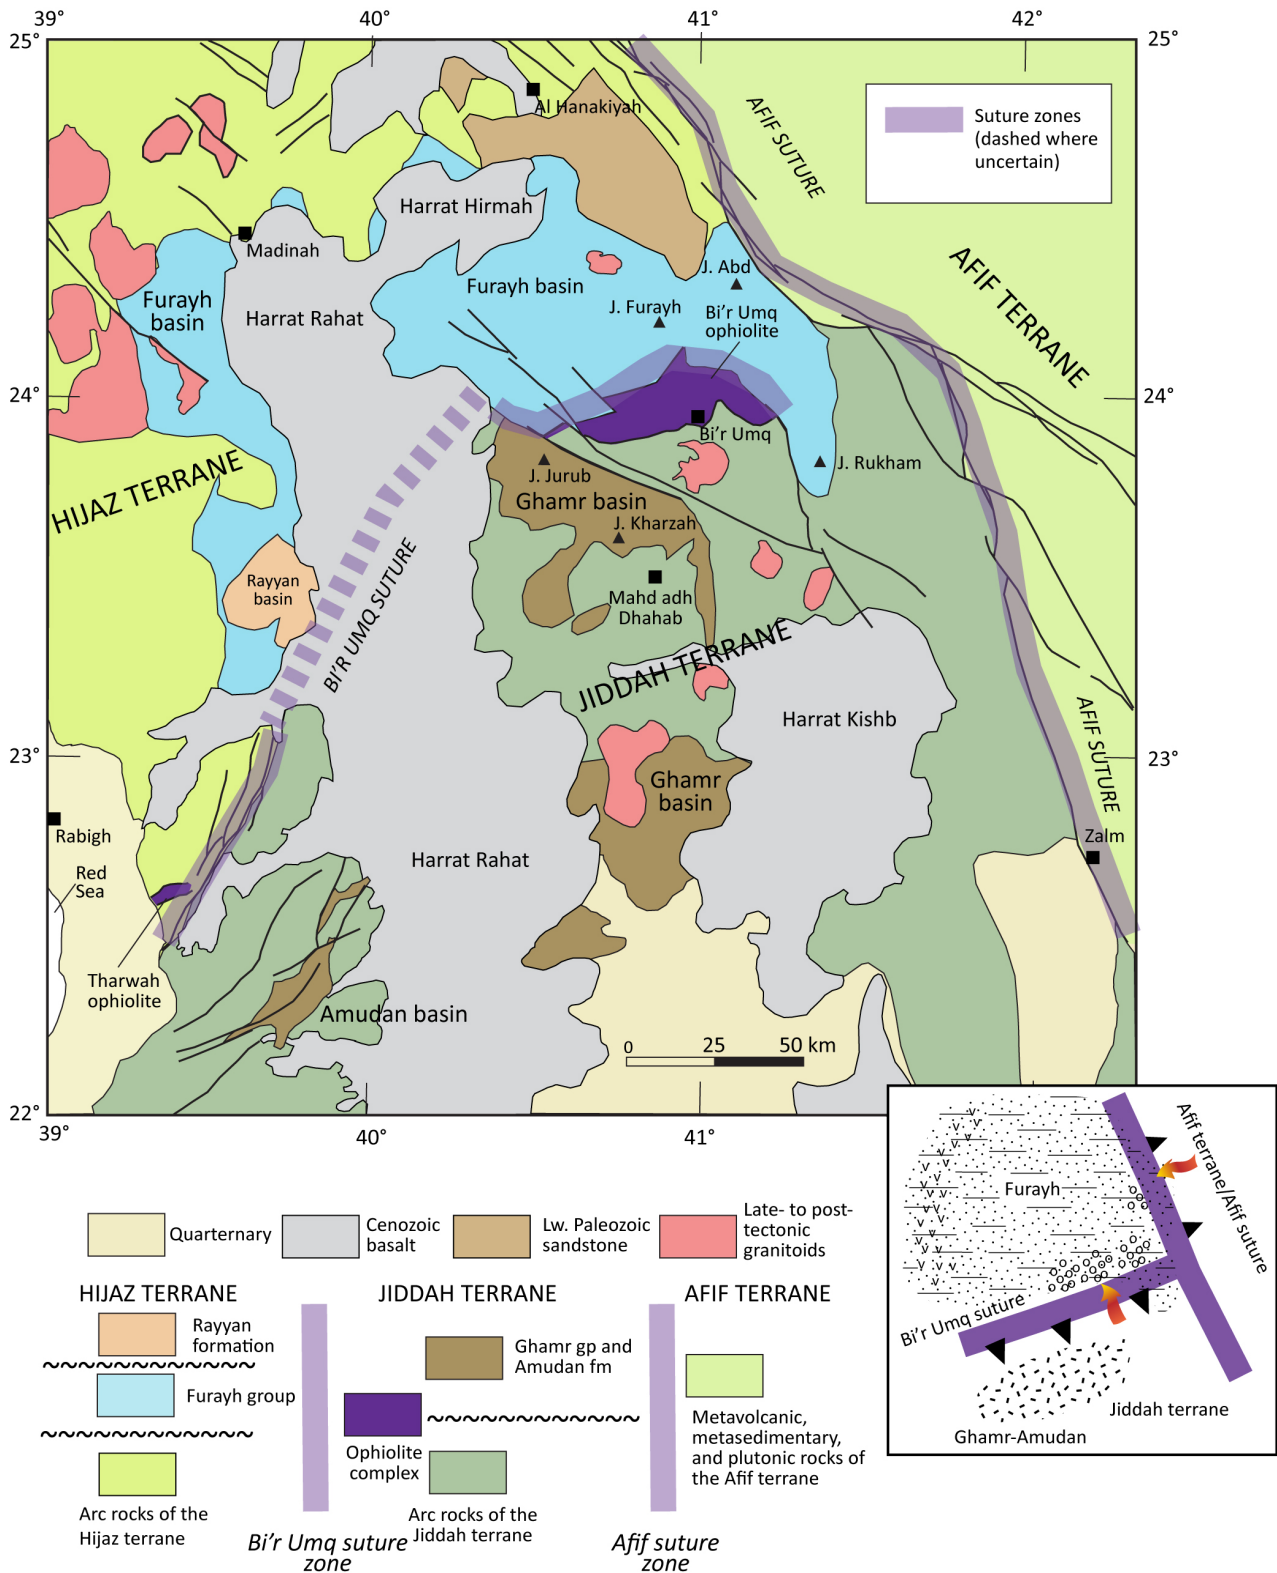 39°
40°
41°
42°
25°
25°
Al Hanakiyah
AFIF SUTURE
Suture zones
(dashed where
uncertain)
Harrat Hirmah
Madinah
AFIF TERRANE
J. Abd
Furayh
basin
Furayh basin
J. Furayh
Bi'r Umq
ophiolite
Harrat Rahat
24°
24°
Bi'r Umq
HIJAZ TERRANE
J. Jurub
J. Rukham
Ghamr basin
J. Kharzah
Rayyan
basin
BI'R UMQ SUTURE
Mahd adh
Dhahab
JIDDAH TERRANE
Harrat Kishb
AFIF SUTURE
23°
23°
Ghamr
basin
Rabigh
Zalm
Red
Sea
Harrat Rahat
Tharwah
ophiolite
Amudan basin
0
25
50 km
22°
39°
40°
41°
Afif terrane/Afif suture
Furayh
Bi'r Umq suture
Jiddah terrane
Ghamr-Amudan
Quarternary
Cenozoic
basalt
Lw. Paleozoic
sandstone
Late- to post-
tectonic
granitoids
HIJAZ TERRANE
JIDDAH TERRANE
AFIF TERRANE
Rayyan
formation
Ghamr gp and
Amudan fm
Furayh group
Ophiolite
complex
Metavolcanic,
metasedimentary,
and plutonic rocks of
the Afif terrane
Arc rocks of the
Hijaz terrane
Arc rocks of the
Jiddah terrane
Bi'r Umq suture
zone
Afif suture
zone
v v v v v v v v v v v v v v v v v v v v v v v v v v v v v v v v v v